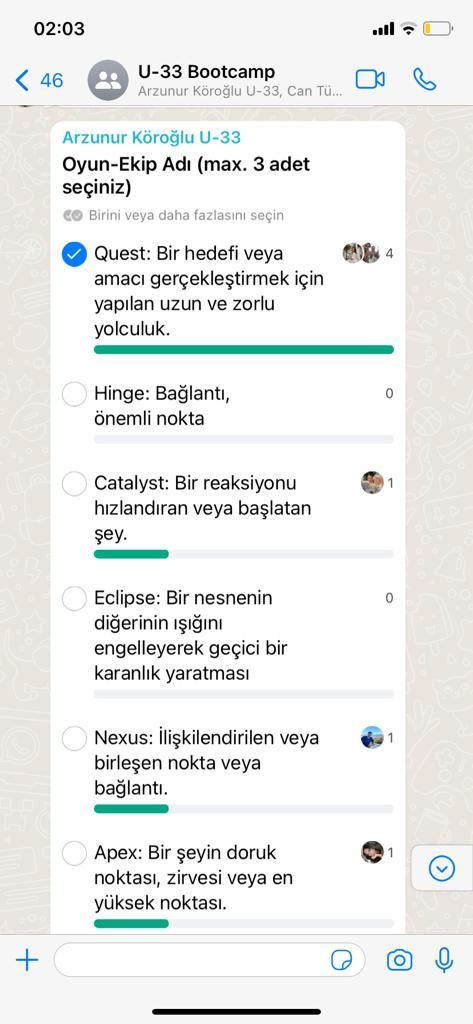 02:03
46
U-33 Bootcamp
Arzunur Köroğlu U-33, Can Tü...
Arzunur Köroğlu U-33
Oyun-Ekip Adı (max. 3 adet
seçiniz)
Birini veya daha fazlasını seçin
Quest: Bir hedefi veya
4
amacı gerçekleştirmek için
yapılan uzun ve zorlu
yolculuk.
Hinge: Bağlantı,
0
önemli nokta
Catalyst: Bir reaksiyonu
1
hızlandıran veya başlatan
şey.
Eclipse: Bir nesnenin
0
diğerinin ışığını
engelleyerek geçici bir
karanlık yaratması
Nexus: İlişkilendirilen veya
1
birleşen nokta veya
bağlantı.
Apex: Bir şeyin doruk
1
noktası, zirvesi veya en
yüksek noktası.